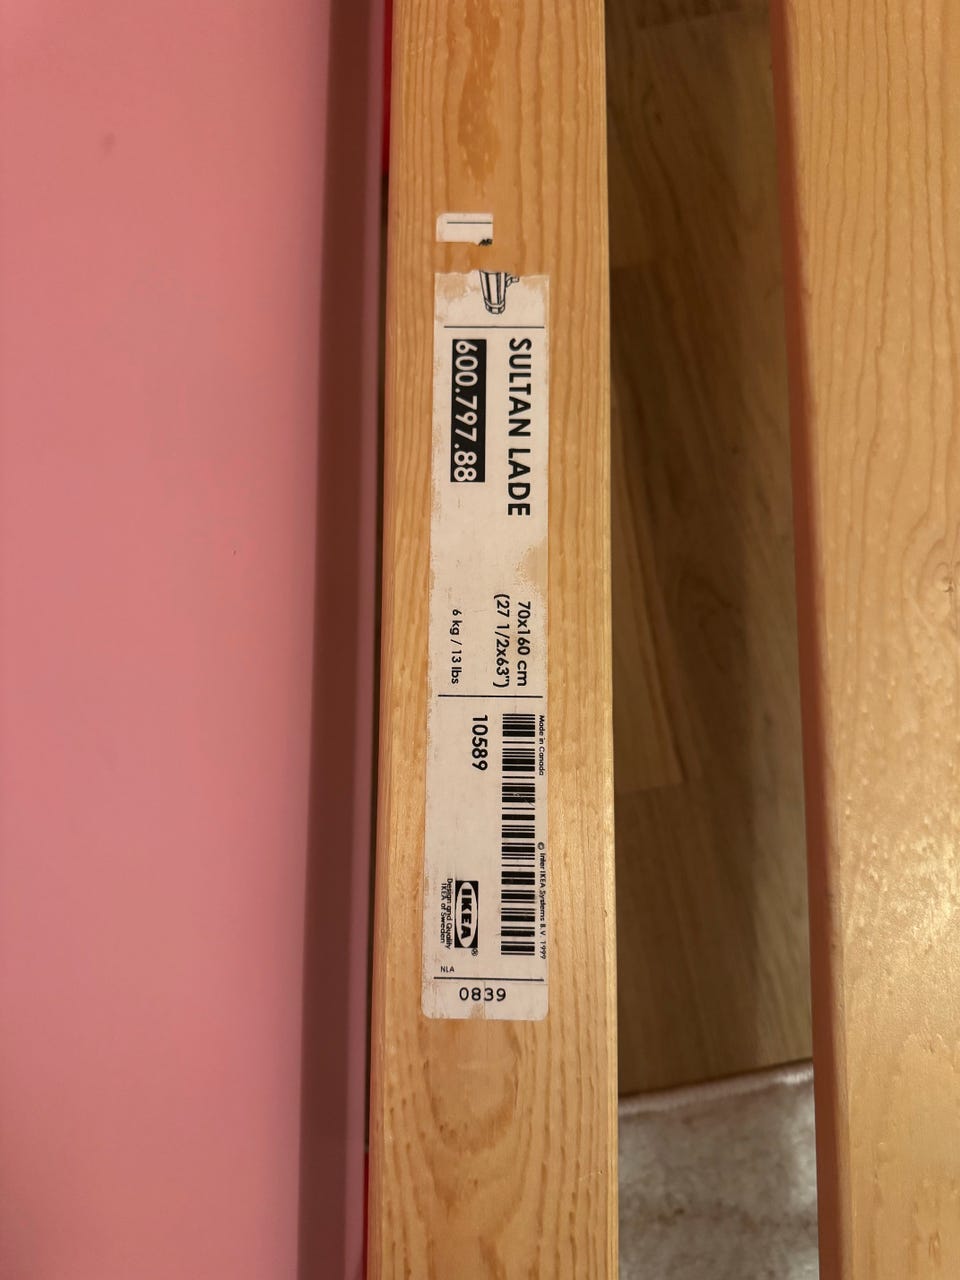 SULTAN LADE
600.797.88
70x160 cm
(27 1/2x63")
6 kg / 13 lbs
Made in Canada
© Inter IKEA Systems B.V. 1999
10589
IKEA®
Design and Quality
IKEA of Sweden
NLA
0839